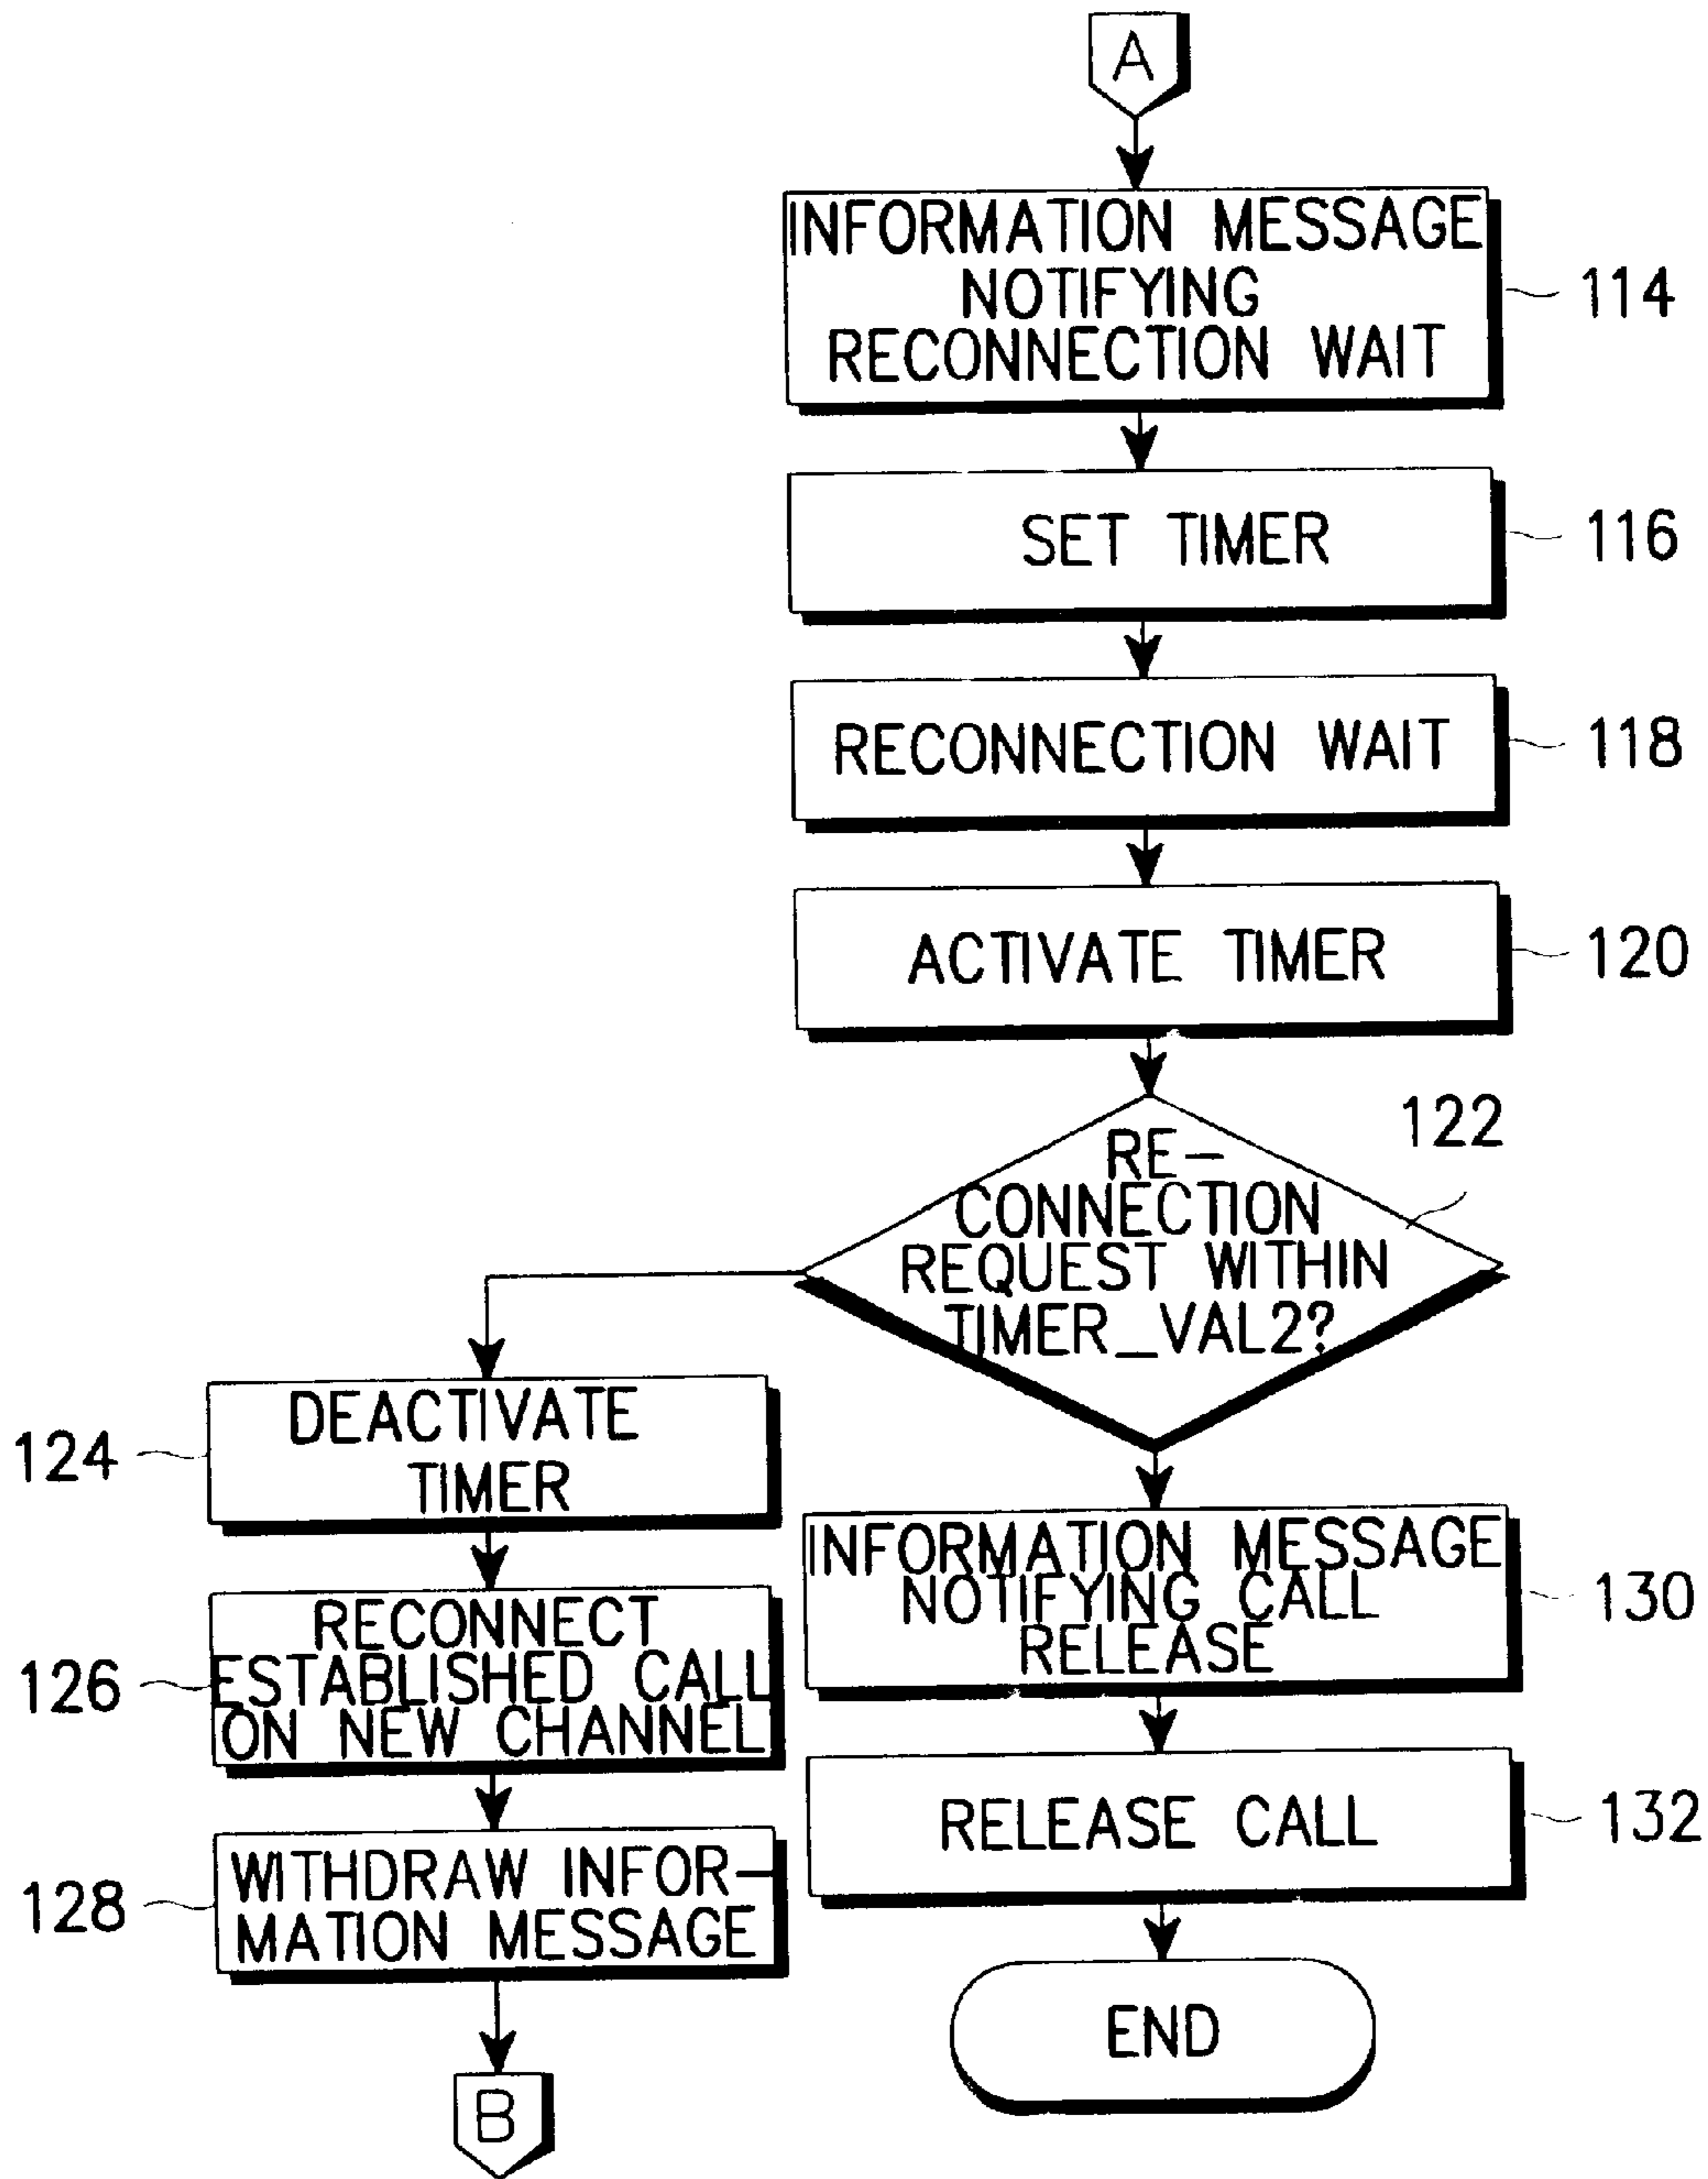 A
INFORMATION MESSAGE
NOTIFYING
RECONNECTION WAIT
114
SET TIMER
116
RECONNECTION WAIT
118
ACTIVATE TIMER
120
122
RE-
CONNECTION
REQUEST WITHIN
TIMER_VAL2?
DEACTIVATE
TIMER
124
RECONNECT
ESTABLISHED CALL
ON NEW CHANNEL
126
WITHDRAW INFOR-
MATION MESSAGE
128
B
INFORMATION MESSAGE
NOTIFYING CALL
RELEASE
130
RELEASE CALL
132
END